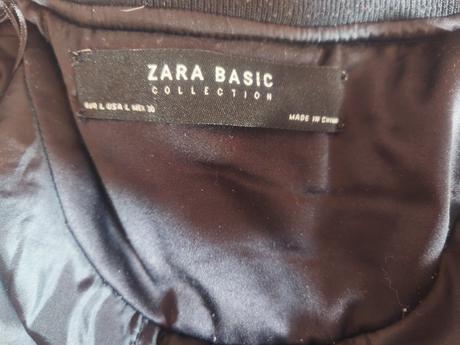 ZARA BASIC
COLLECTION
EUR L USA L MEX 30
MADE IN CHINA